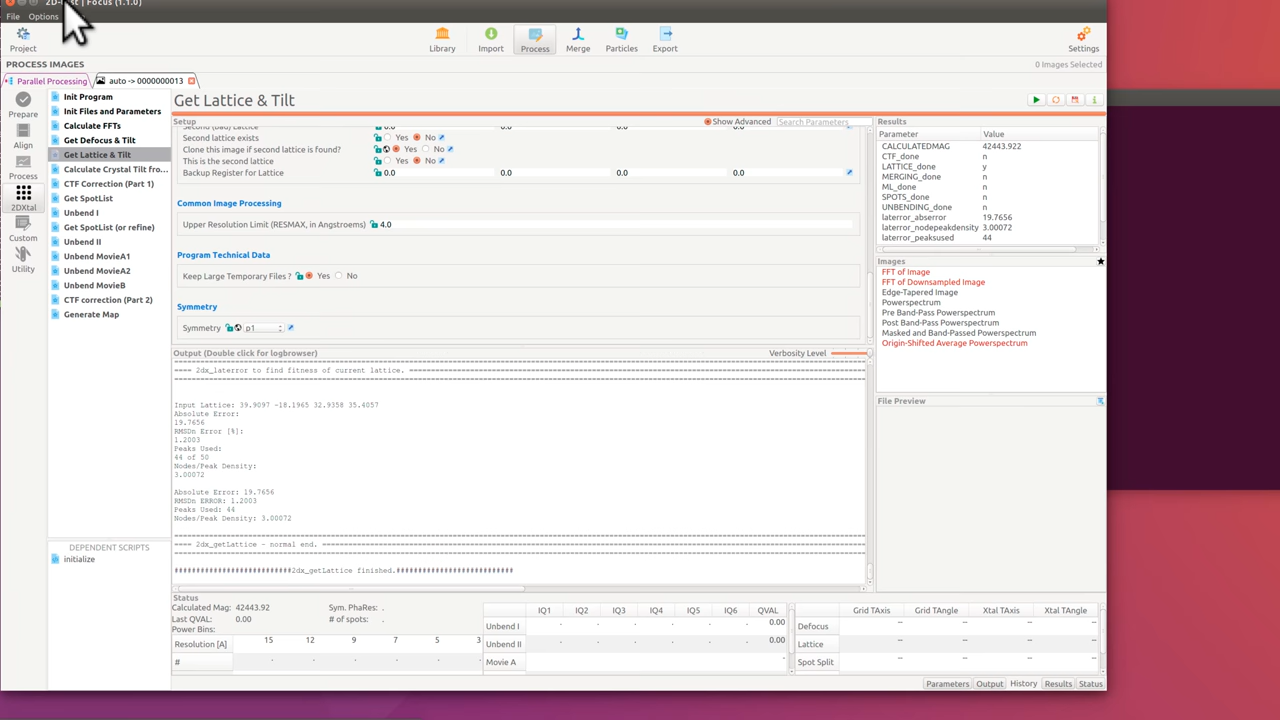 | Focus (1.1.0)
File Options
Project Library Import Process Merge Particles Export Settings
PROCESS IMAGES 0 Images Selected
Parallel Processing auto -> 0000000013
Prepare
Align
Process
2DXtal
Custom
Utility
Init Program
Init Files and Parameters
Calculate FFTs
Get Defocus & Tilt
Get Lattice & Tilt
Calculate Crystal Tilt fro...
CTF Correction (Part 1)
Get SpotList
Unbend I
Get SpotList (or refine)
Unbend II
Unbend MovieA1
Unbend MovieA2
Unbend MovieB
CTF correction (Part 2)
Generate Map
DEPENDENT SCRIPTS
initialize
Get Lattice & Tilt
Setup Show Advanced Search Parameters
Second (bad) Lattice 0.0 0.0 0.0 0.0
Second lattice exists Yes No
Clone this image if second lattice is found? Yes No
This is the second lattice Yes No
Backup Register for Lattice 0.0 0.0 0.0 0.0
Common Image Processing
Upper Resolution Limit (RESMAX, in Angstroems) 4.0
Program Technical Data
Keep Large Temporary Files ? Yes No
Symmetry
Symmetry p1
Output (Double click for logbrowser) Verbosity Level
==== 2dx_laterror to find fitness of current lattice. ====
Input Lattice: 39.9097 -18.1965 32.9358 35.4057
Absolute Error:
19.7656
RMSDn Error [%]:
1.2003
Peaks Used:
44 of 50
Nodes/Peak Density:
3.00072
Absolute Error: 19.7656
RMSDn ERROR: 1.2003
Peaks Used: 44
Nodes/Peak Density: 3.00072
==== 2dx_getLattice - normal end. ====
##########################2dx_getLattice finished.##########################
Results
Parameter Value
CALCULATEDMAG 42443.922
CTF_done n
LATTICE_done y
MERGING_done n
ML_done n
SPOTS_done n
UNBENDING_done n
laterror_abserror 19.7656
laterror_nodepeakdensity 3.00072
laterror_peaksused 44
Images
FFT of Image
FFT of Downsampled Image
Edge-Tapered Image
Powerspectrum
Pre Band-Pass Powerspectrum
Post Band-Pass Powerspectrum
Masked and Band-Passed Powerspectrum
Origin-Shifted Average Powerspectrum
File Preview
Status
Calculated Mag: 42443.92 Sym. PhaRes: .
Last QVAL: 0.00 # of spots: .
Power Bins:
Resolution [A] 15 12 9 7 5 3
# . . . . . .
IQ1 IQ2 IQ3 IQ4 IQ5 IQ6 QVAL
Unbend I . . . . . . 0.00
Unbend II . . . . . . 0.00
Movie A -
Grid TAxis Grid TAngle Xtal TAxis Xtal TAngle
Defocus -- -- -- --
Lattice -- -- -- --
Spot Split -- -- -- --
Parameters Output History Results Status